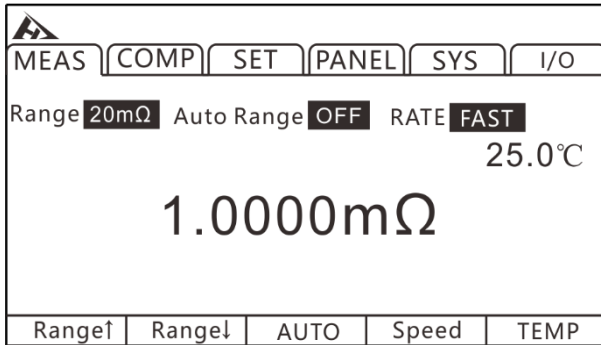 MEAS COMP SET PANEL SYS I/O
Range 20mΩ Auto Range OFF RATE FAST
25.0℃
1.0000mΩ
Range↑ Range↓ AUTO Speed TEMP